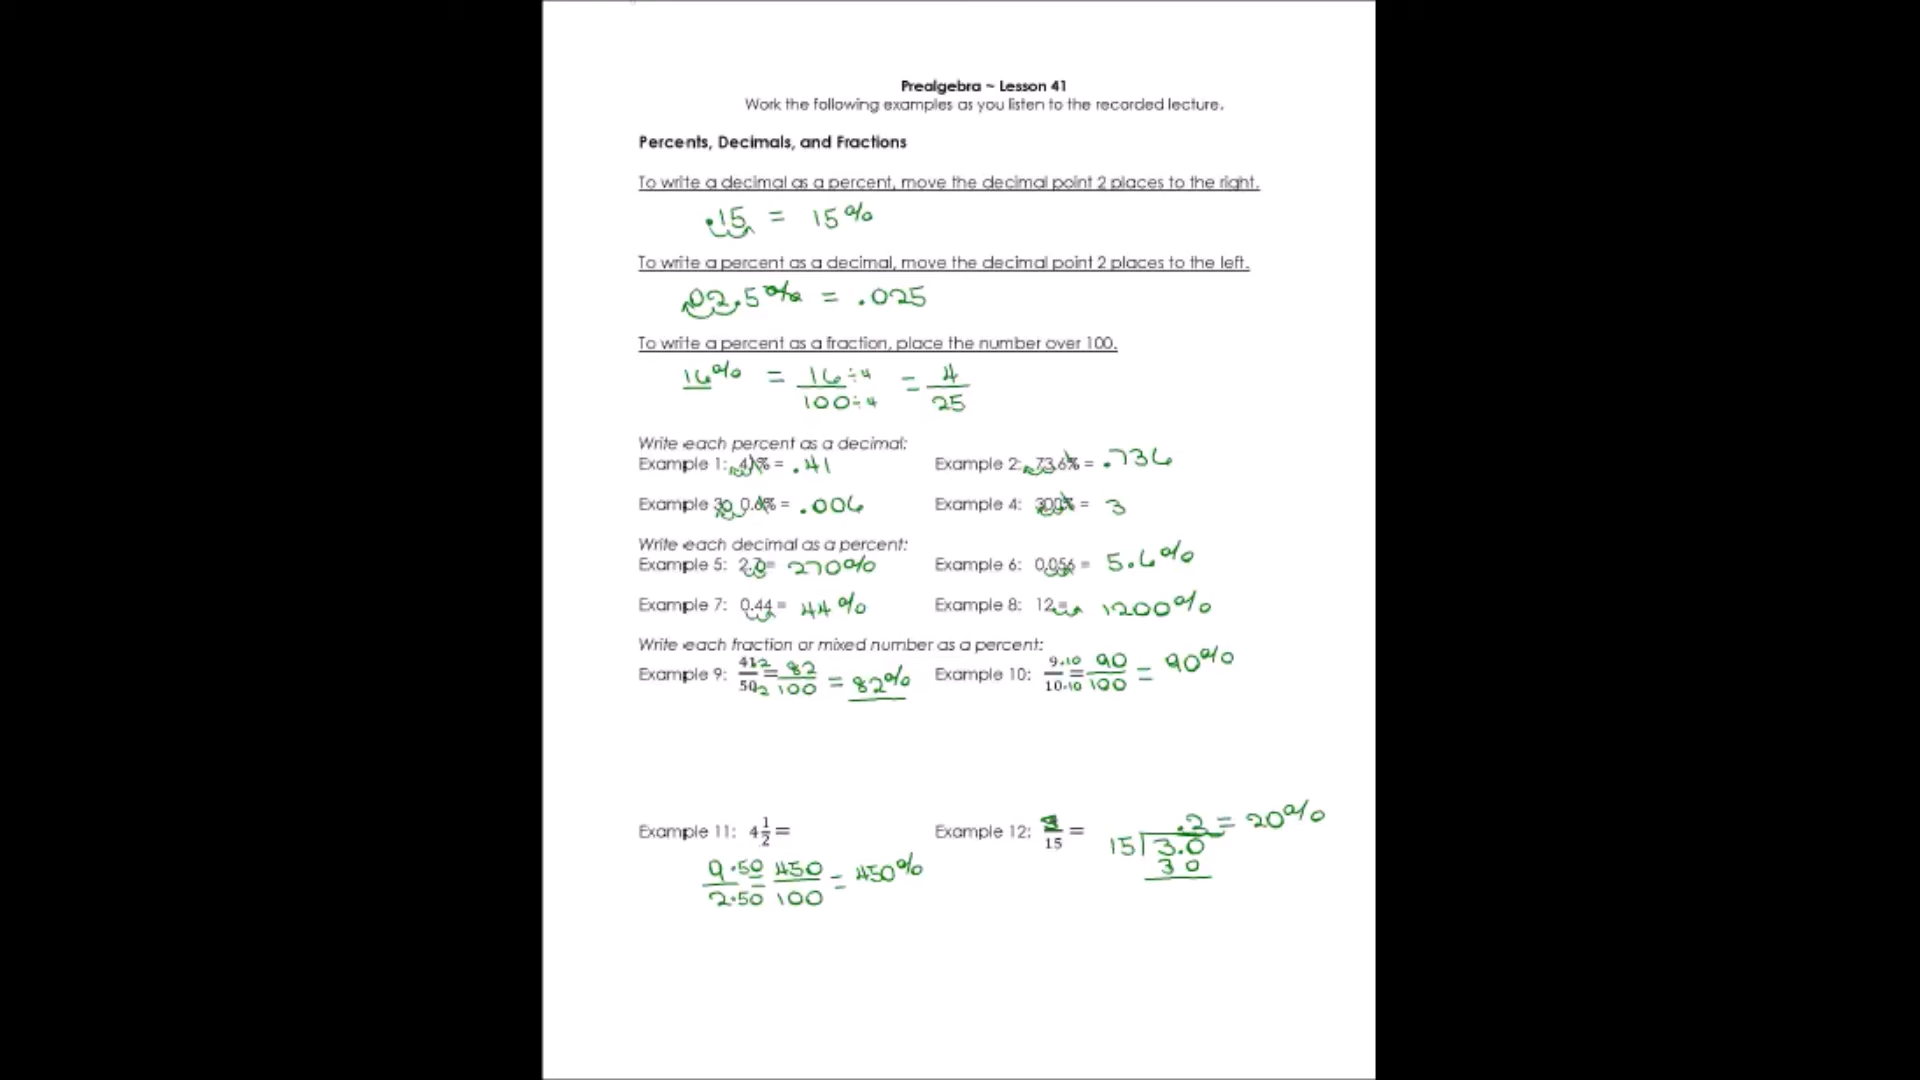 Prealgebra ~ Lesson 41
Work the following examples as you listen to the recorded lecture.
Percents, Decimals, and Fractions
To write a decimal as a percent, move the decimal point 2 places to the right.
.15 = 15%
To write a percent as a decimal, move the decimal point 2 places to the left.
02.5% = .025
To write a percent as a fraction, place the number over 100.
16% = 16÷4/100÷4 = 4/25
Write each percent as a decimal:
Example 1: 41% = .41 Example 2: 73.6% = .736
Example 3: 0.6% = .006 Example 4: 300% = 3
Write each decimal as a percent:
Example 5: 2.70= 270% Example 6: 0.056 = 5.6%
Example 7: 0.44 = 44% Example 8: 12 = 1200%
Write each fraction or mixed number as a percent:
Example 9: 41·2/50·2 = 82/100 = 82% Example 10: 9·10/10·10 = 90/100 = 90%
Example 11: 4 1/2 = Example 12: 3/15 = .2 = 20%
15 3.0
30
9·50/2·50 = 450/100 = 450%